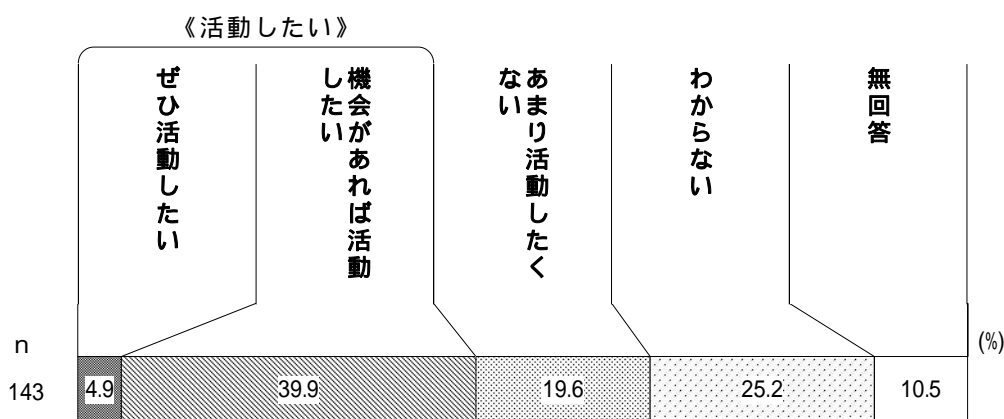 《活動したい》
ぜひ活動したい
機会があれば活動
したい
あまり活動したく
ない
わからない
無回答
n
(%)
143
4.9
39.9
19.6
25.2
10.5